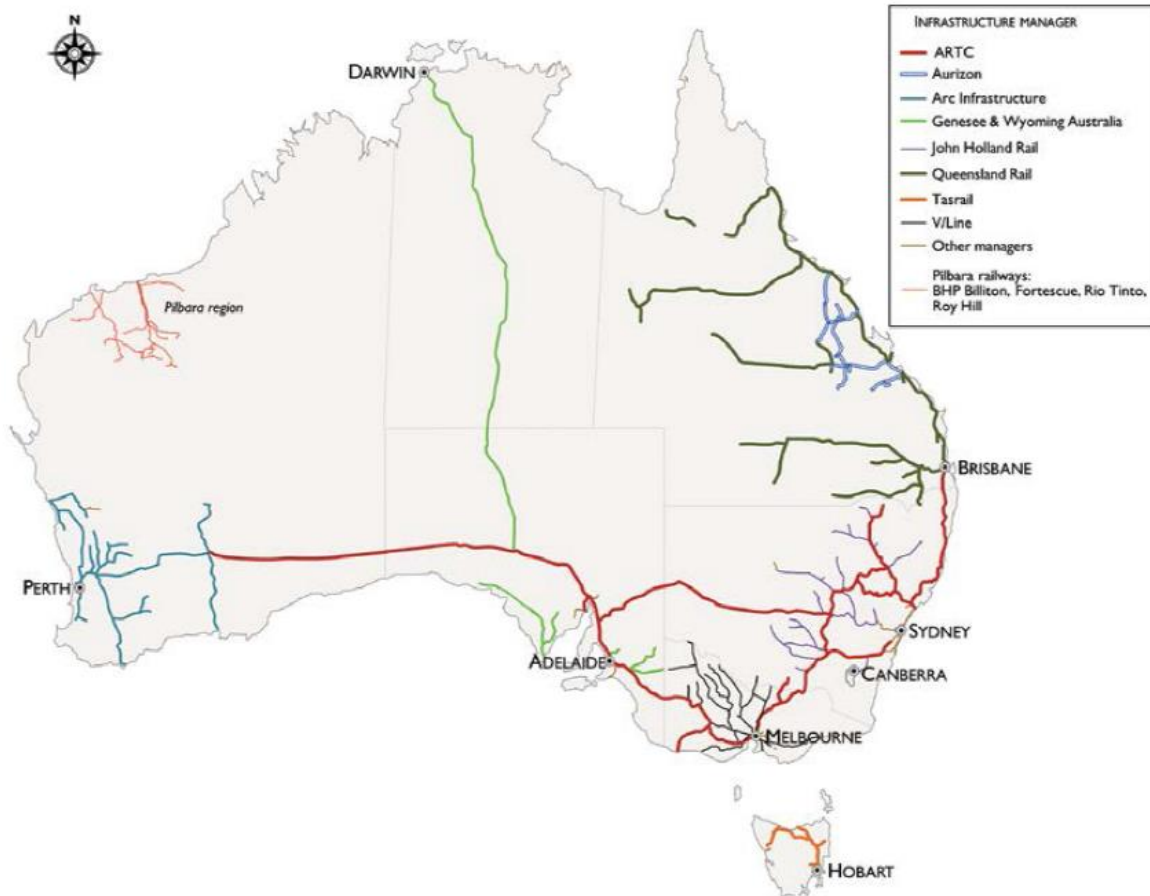 N
INFRASTRUCTURE MANAGER
ARTC
Aurizon
Arc Infrastructure
Genesee & Wyoming Australia
John Holland Rail
Queensland Rail
Tasrail
V/Line
Other managers
Pilbara railways:
BHP Billiton, Fortescue, Rio Tinto,
Roy Hill
DARWIN
Pilbara region
BRISBANE
PERTH
SYDNEY
ADELAIDE
CANBERRA
MELBOURNE
HOBART